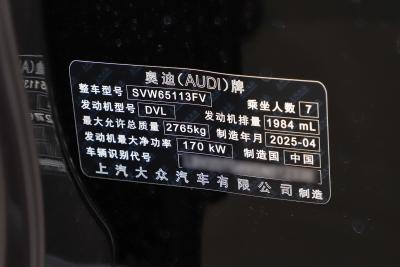 奥迪(AUDI)牌
整车型号 SVW65113FV 乘坐人数 7
发动机型号 DVL 发动机排量 1984 mL
最大允许总质量 2765kg 制造年月 2025-04
发动机最大净功率 170 kW 制造国 中国
车辆识别代号
上汽大众汽车有限公司 制造